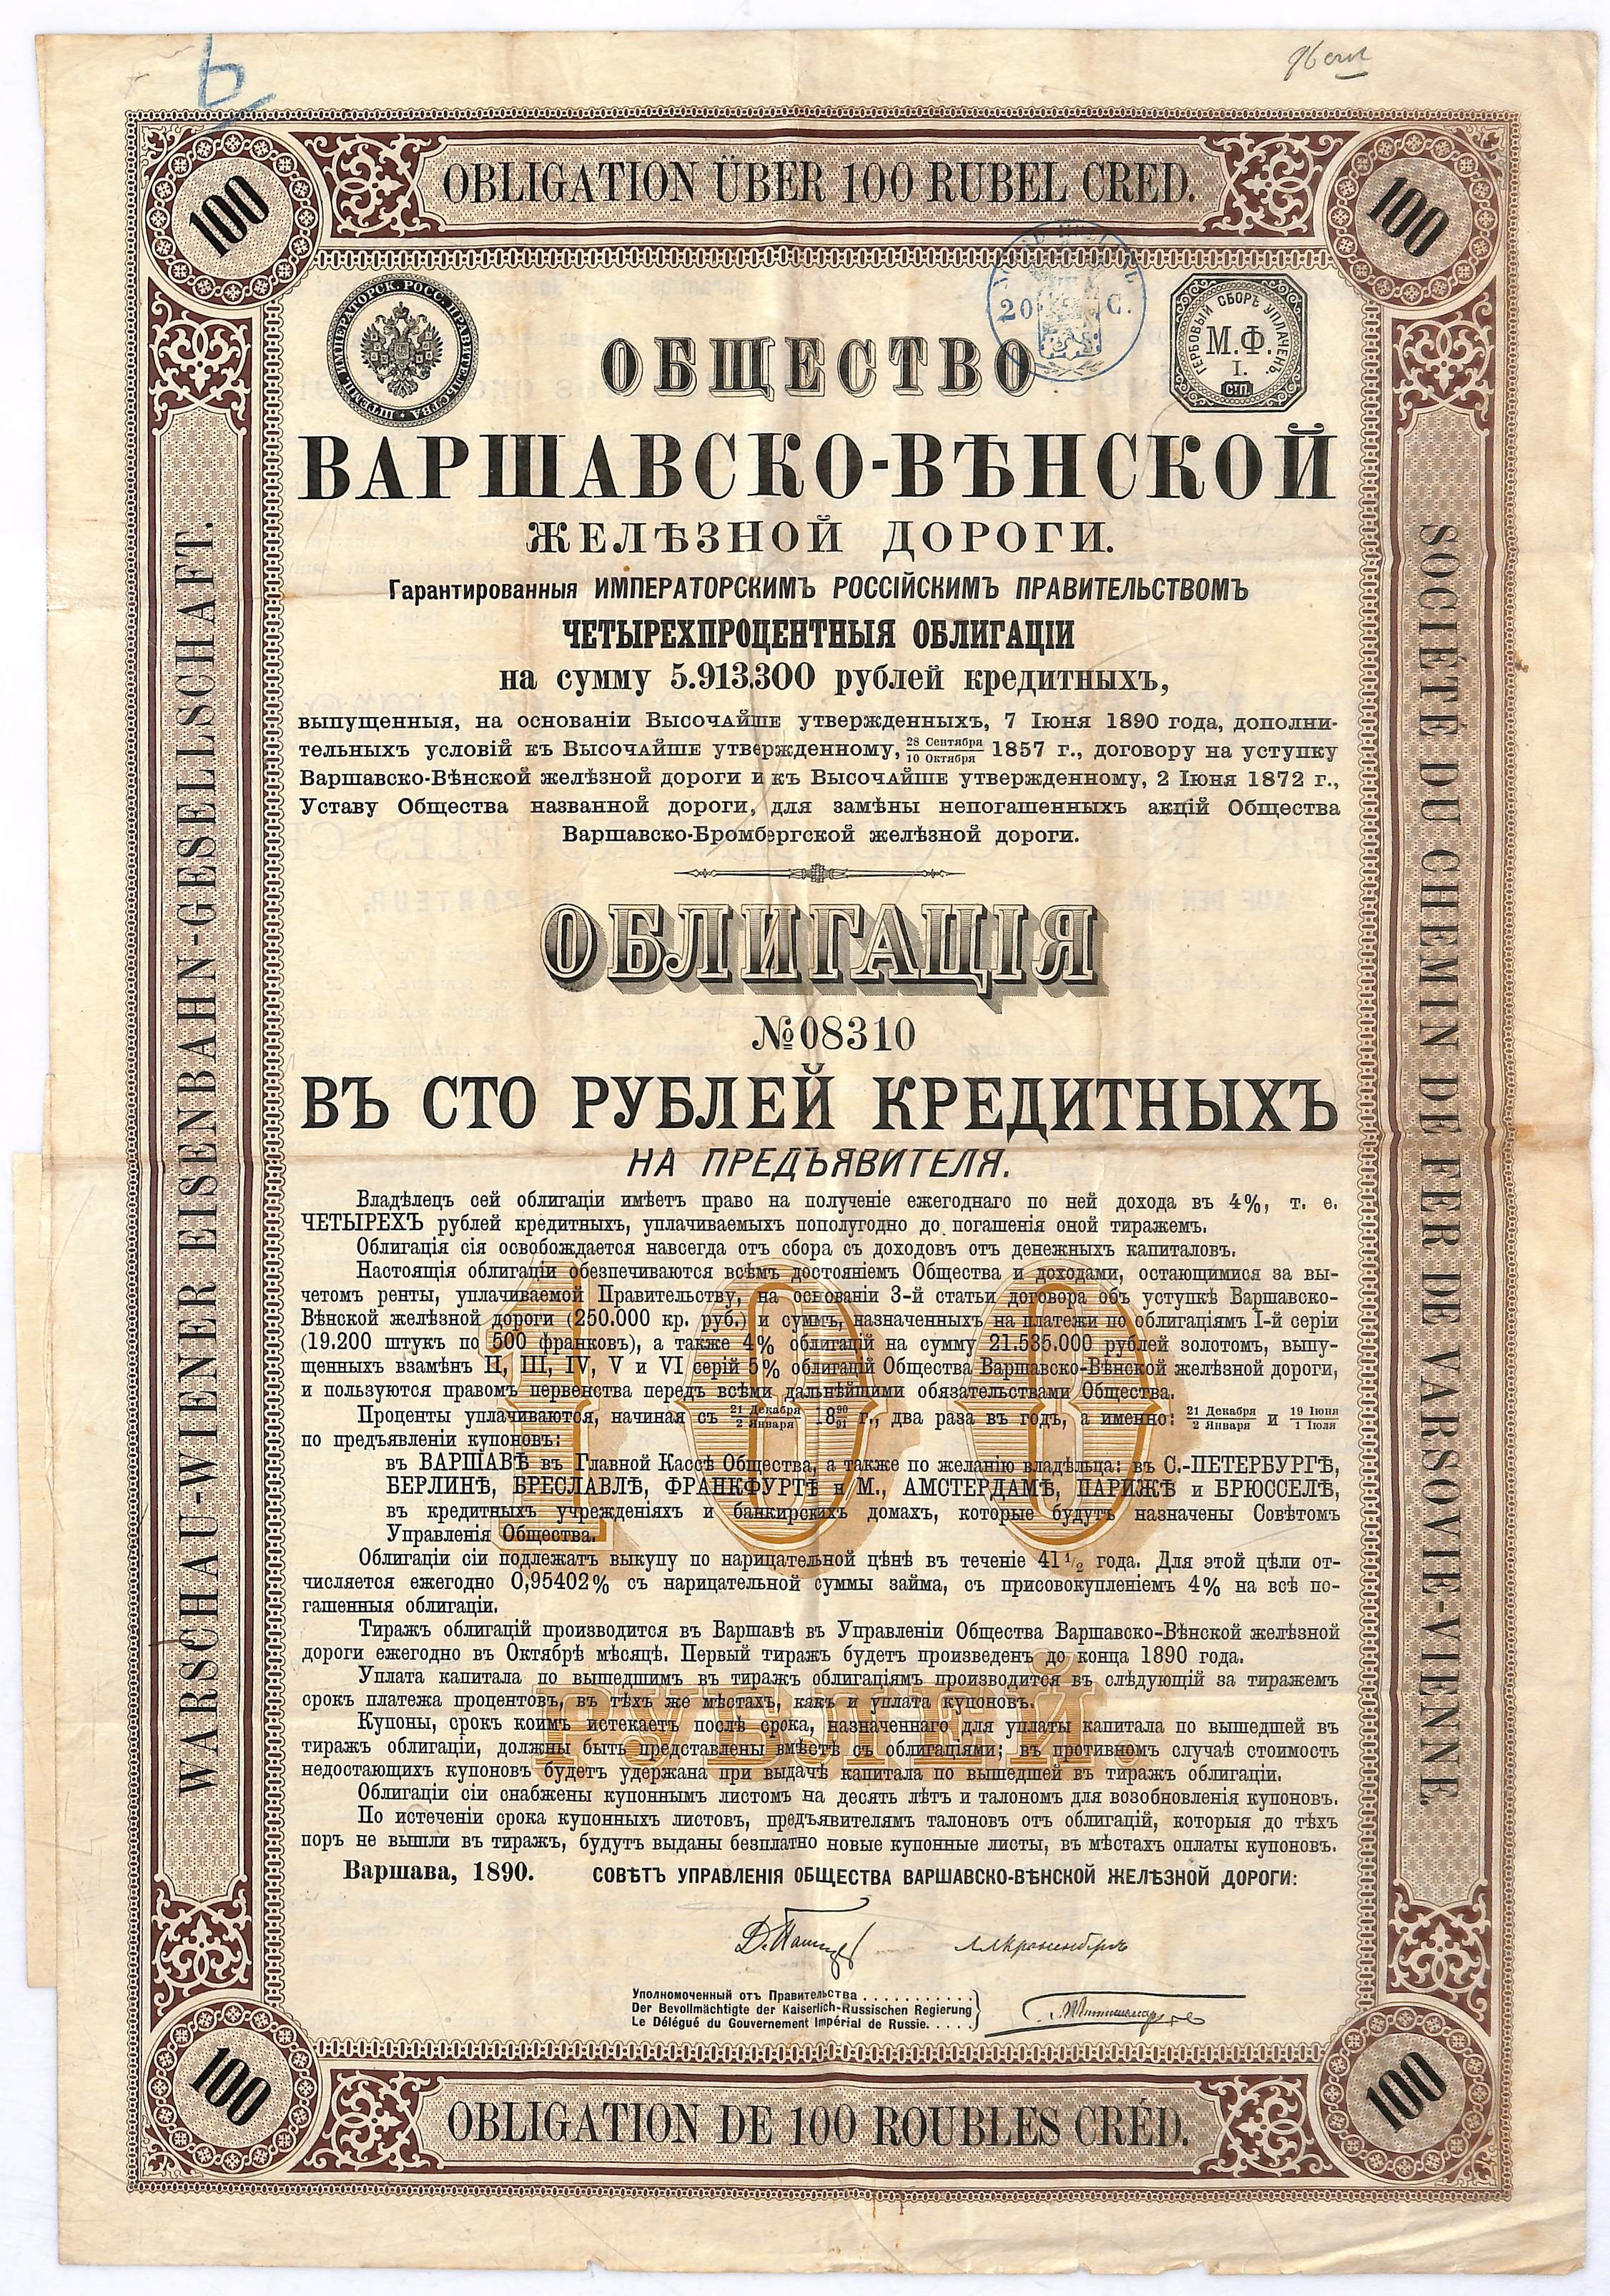 OBLIGATION ÜBER 100 RUBEL CRED.
100
100
ШТЕМП. ИМПЕРАТОРСК. РОСС. ПРАВИТЕЛЬСТВА
20 C.
ГЕРБОВЫЙ СБОРЪ УПЛАЧЕНЪ.
М.Ф.
I.
СПП.
ОБЩЕСТВО
ВАРШАВСКО-ВѢНСКОЙ
ЖЕЛѢЗНОЙ ДОРОГИ.
Гарантированныя ИМПЕРАТОРСКИМЪ РОССІЙСКИМЪ ПРАВИТЕЛЬСТВОМЪ
ЧЕТЫРЕХПРОЦЕНТНЫЯ ОБЛИГАЦІИ
на сумму 5.913.300 рублей кредитныхъ,
выпущенныя, на основаніи Высочайше утвержденныхъ, 7 Іюня 1890 года, дополни-
тельныхъ условій къ Высочайше утвержденному, 28 Сентября/10 Октября 1857 г., договору на уступку
Варшавско-Вѣнской желѣзной дороги и къ Высочайше утвержденному, 2 Іюня 1872 г.,
Уставу Общества названной дороги, для замѣны непогашенныхъ акцій Общества
Варшавско-Бромбергской желѣзной дороги.
ОБЛИГАЦІЯ
№ 08310
ВЪ СТО РУБЛЕЙ КРЕДИТНЫХЪ
НА ПРЕДЪЯВИТЕЛЯ.
Владѣлецъ сей облигаціи имѣетъ право на полученіе ежегоднаго по ней дохода въ 4%, т. е.
ЧЕТЫРЕХЪ рублей кредитныхъ, уплачиваемыхъ пополугодно до погашенія оной тиражемъ.
Облигація сія освобождается навсегда отъ сбора съ доходовъ отъ денежныхъ капиталовъ.
Настоящія облигаціи обезпечиваются всѣмъ достояніемъ Общества и доходами, остающимися за вы-
четомъ ренты, уплачиваемой Правительству, на основаніи 3-й статьи договора объ уступкѣ Варшавско-
Вѣнской желѣзной дороги (250.000 кр. руб.) и суммъ, назначенныхъ на платежи по облигаціямъ I-й серіи
(19.200 штукъ по 500 франковъ), а также 4% облигацій на сумму 21.535.000 рублей золотомъ, выпу-
щенныхъ взамѣнъ II, III, IV, V и VI серій 5% облигацій Общества Варшавско-Вѣнской желѣзной дороги,
и пользуются правомъ первенства передъ всѣми дальнѣйшими обязательствами Общества.
Проценты уплачиваются, начиная съ 21 Декабря/2 Января 18 90/91 г., два раза въ годъ, а именно: 21 Декабря/2 Января и 19 Іюня/1 Іюля
по предъявленіи купоновъ:
въ ВАРШАВѢ въ Главной Кассѣ Общества, а также по желанію владѣльца: въ С.-ПЕТЕРБУРГѢ,
БЕРЛИНѢ, БРЕСЛАВЛѢ, ФРАНКФУРТѢ н/М., АМСТЕРДАМѢ, ПАРИЖѢ и БРЮССЕЛѢ,
въ кредитныхъ учрежденіяхъ и банкирскихъ домахъ, которые будутъ назначены Совѣтомъ
Управленія Общества.
Облигаціи сіи подлежатъ выкупу по нарицательной цѣнѣ въ теченіе 41 1/2 года. Для этой цѣли от-
числяется ежегодно 0,95402% съ нарицательной суммы займа, съ присовокупленіемъ 4% на всѣ по-
гашенныя облигаціи.
Тиражъ облигацій производится въ Варшавѣ въ Управленіи Общества Варшавско-Вѣнской желѣзной
дороги ежегодно въ Октябрѣ мѣсяцѣ. Первый тиражъ будетъ произведенъ до конца 1890 года.
Уплата капитала по вышедшимъ въ тиражъ облигаціямъ производится въ слѣдующій за тиражемъ
срокъ платежа процентовъ, въ тѣхъ же мѣстахъ, какъ и уплата купоновъ.
Купоны, срокъ коимъ истекаетъ послѣ срока, назначеннаго для уплаты капитала по вышедшей въ
тиражъ облигаціи, должны быть представлены вмѣстѣ съ облигаціями; въ противномъ случаѣ стоимость
недостающихъ купоновъ будетъ удержана при выдачѣ капитала по вышедшей въ тиражъ облигаціи.
Облигаціи сіи снабжены купоннымъ листомъ на десять лѣтъ и талономъ для возобновленія купоновъ.
По истеченіи срока купонныхъ листовъ, предъявителямъ талоновъ отъ облигацій, которыя до тѣхъ
поръ не вышли въ тиражъ, будутъ выданы безплатно новые купонные листы, въ мѣстахъ оплаты купоновъ.
100
РУБЛЕЙ.
Варшава, 1890. СОВѢТЪ УПРАВЛЕНІЯ ОБЩЕСТВА ВАРШАВСКО-ВѢНСКОЙ ЖЕЛѢЗНОЙ ДОРОГИ:
Уполномоченный отъ Правительства
Der Bevollmächtigte der Kaiserlich-Russischen Regierung
Le Délégué du Gouvernement Impérial de Russie.
WARSCHAU-WIENER EISENBAHN-GESELLSCHAFT.
SOCIÉTÉ DU CHEMIN DE FER DE VARSOVIE-VIENNE.
100
100
OBLIGATION DE 100 ROUBLES CRÉD.